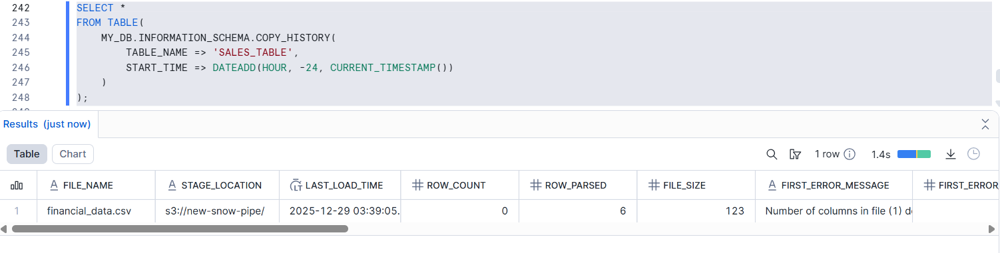 242 SELECT *
243 FROM TABLE(
244 MY_DB.INFORMATION_SCHEMA.COPY_HISTORY(
245 TABLE_NAME => 'SALES_TABLE',
246 START_TIME => DATEADD(HOUR, -24, CURRENT_TIMESTAMP())
247 )
248 );
Results (just now)
Table Chart 1 row 1.4s
FILE_NAME STAGE_LOCATION LAST_LOAD_TIME ROW_COUNT ROW_PARSED FILE_SIZE FIRST_ERROR_MESSAGE FIRST_ERROR_
1 financial_data.csv s3://new-snow-pipe/ 2025-12-29 03:39:05. 0 6 123 Number of columns in file (1)